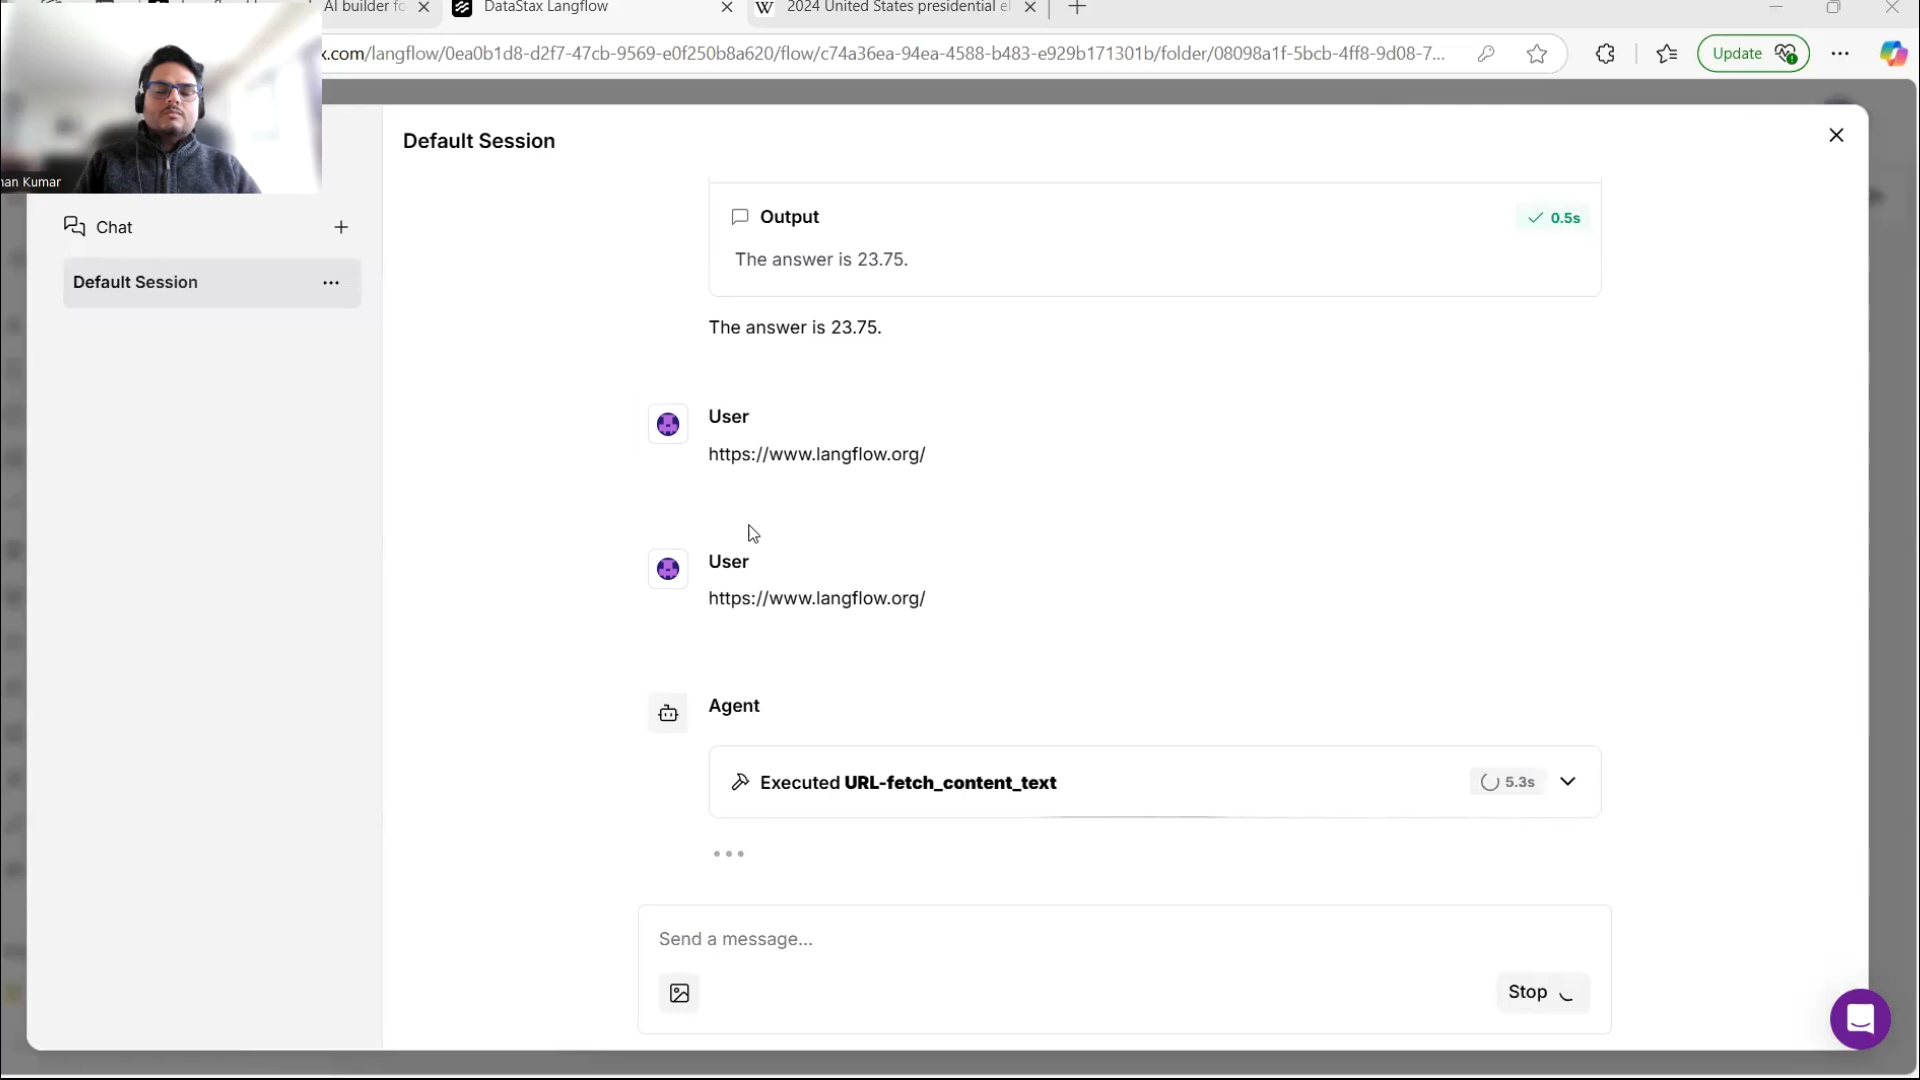 AI builder fo
DataStax Langflow
W
2024 United States presidential el
x.com/langflow/0ea0b1d8-d2f7-47cb-9569-e0f250b8a620/flow/c74a36ea-94ea-4588-b483-e929b171301b/folder/08098a1f-5bcb-4ff8-9d08-7...
Update
nan Kumar
Default Session
Chat
Default Session
Output
0.5s
The answer is 23.75.
The answer is 23.75.
User
https://www.langflow.org/
User
https://www.langflow.org/
Agent
Executed URL-fetch_content_text
5.3s
Send a message...
Stop